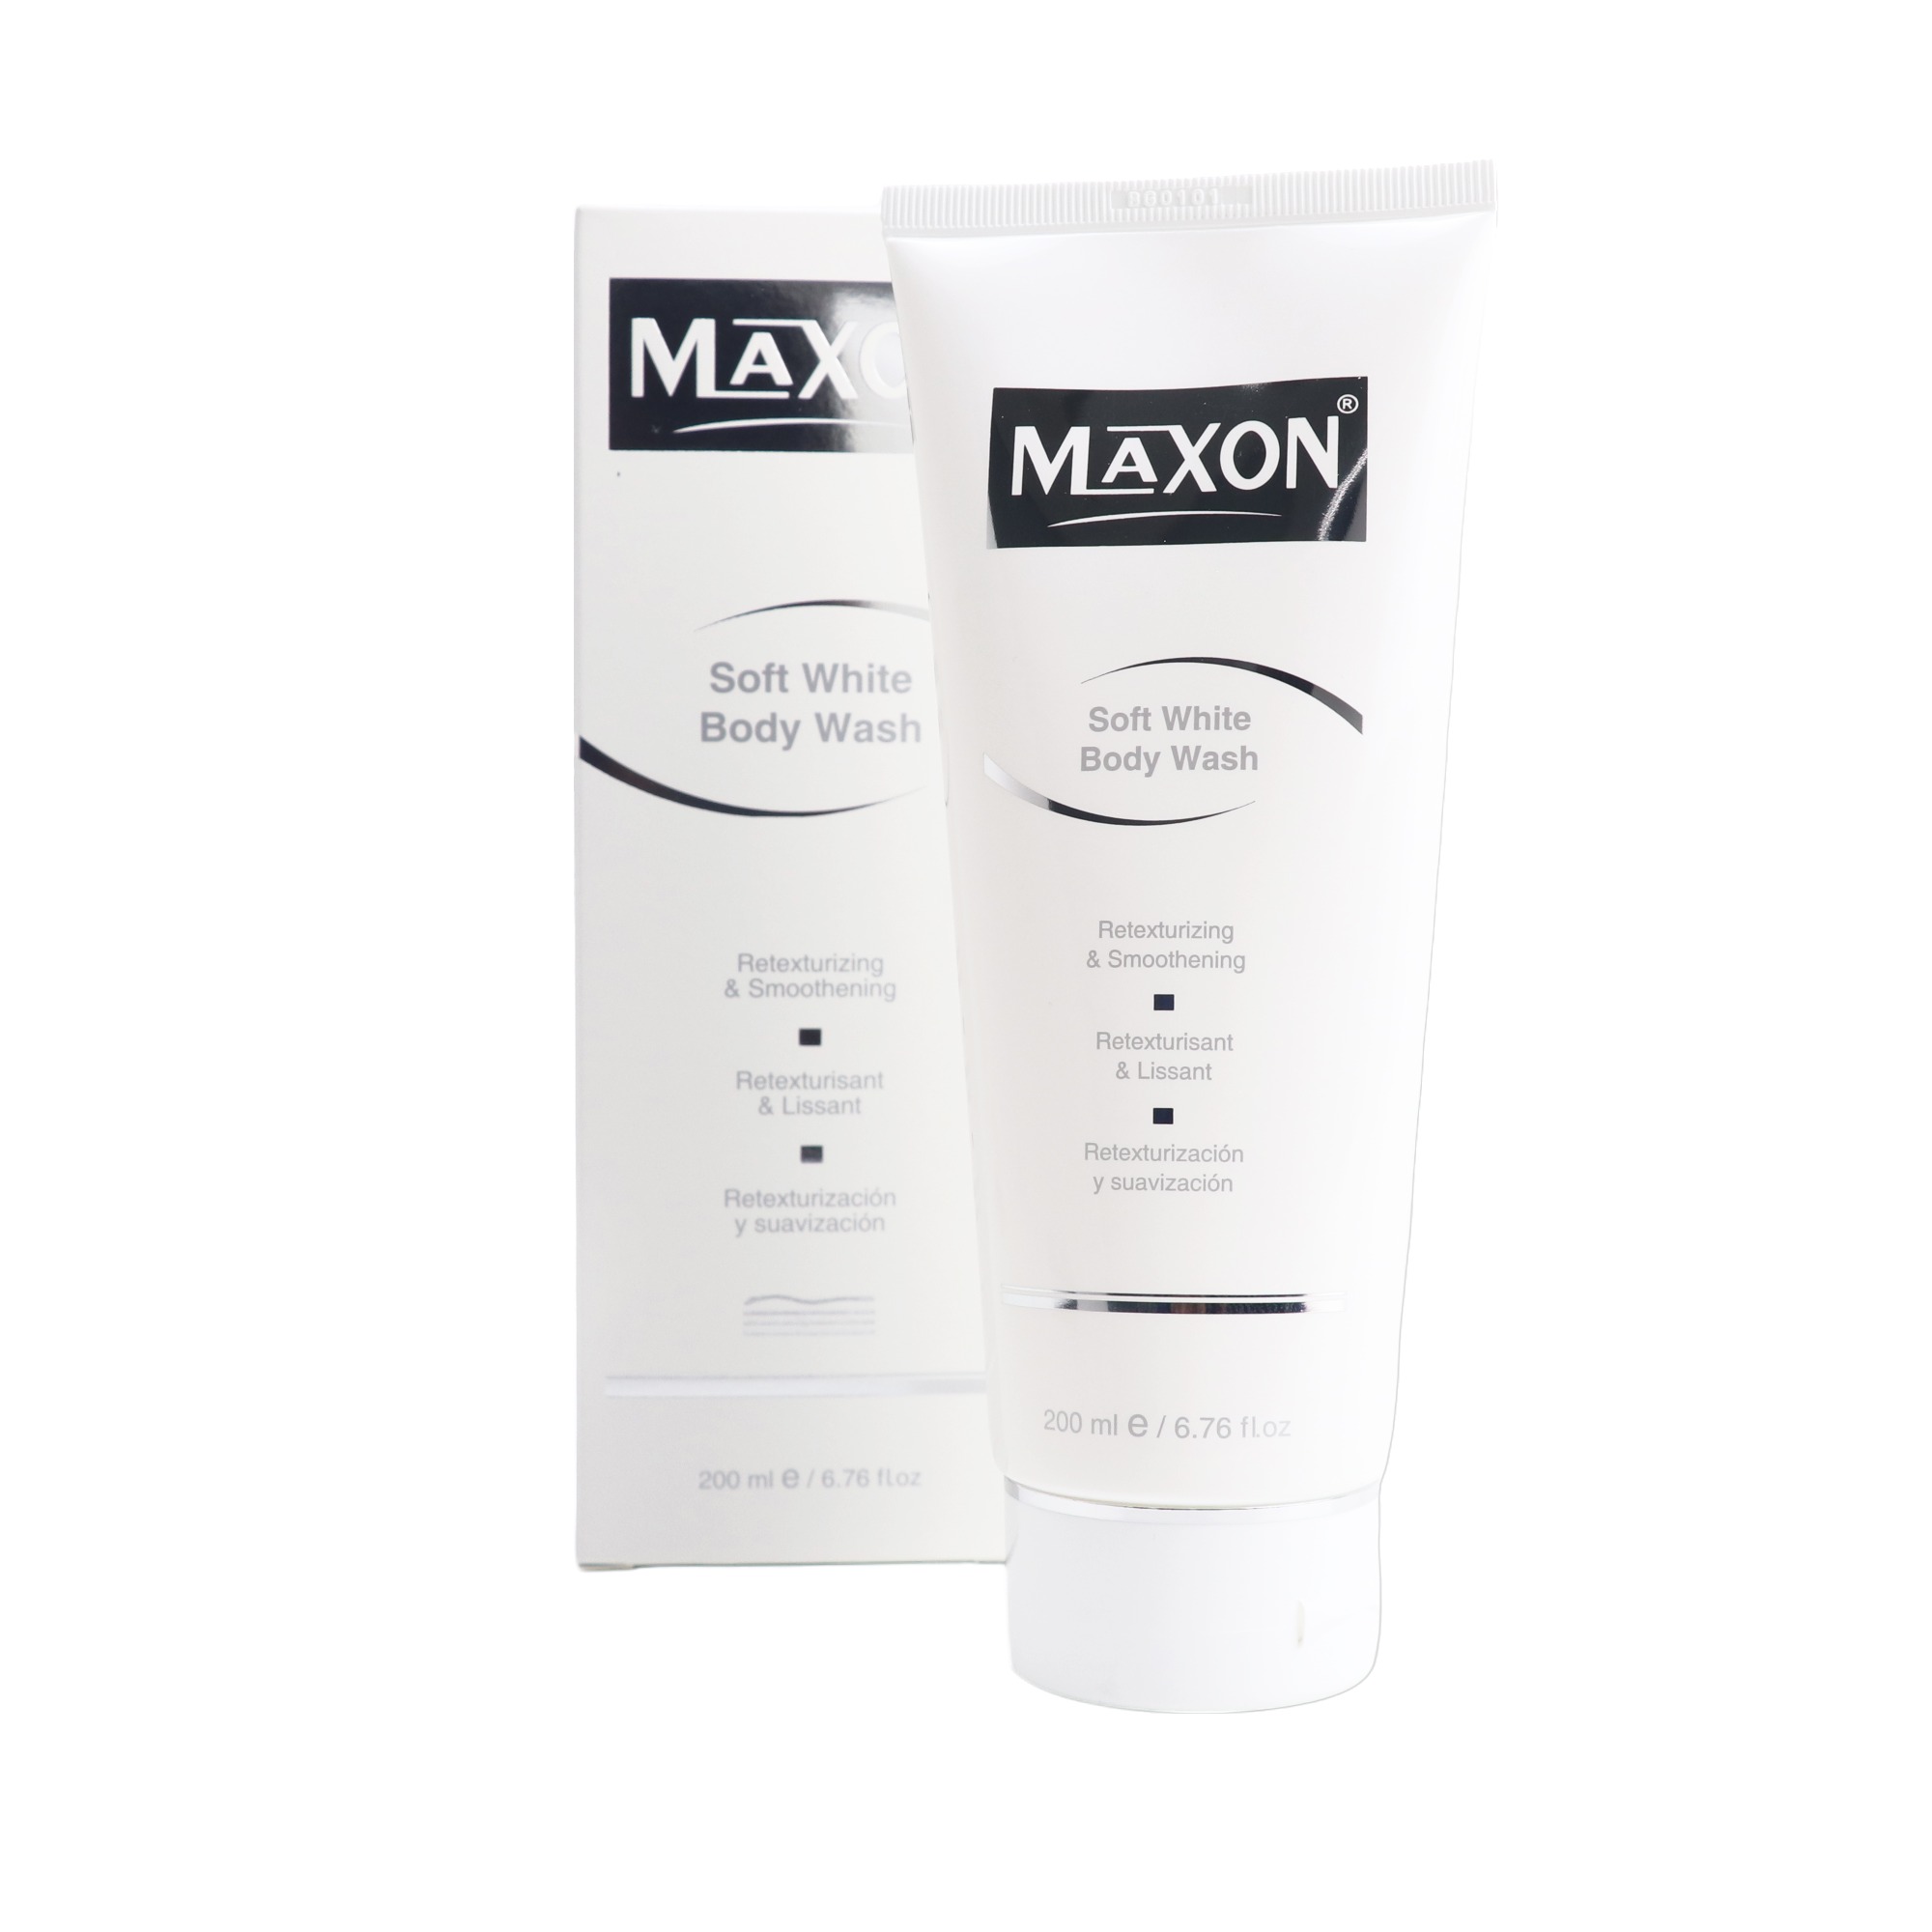 MAXO
Soft White
Body Wash
Retexturizing
& Smoothening
Retexturisant
& Lissant
Retexturización
y suavización
200 ml e / 6.76 fl.oz
MAXON®
Soft White
Body Wash
Retexturizing
& Smoothening
Retexturisant
& Lissant
Retexturización
y suavización
200 ml e / 6.76 fl.oz